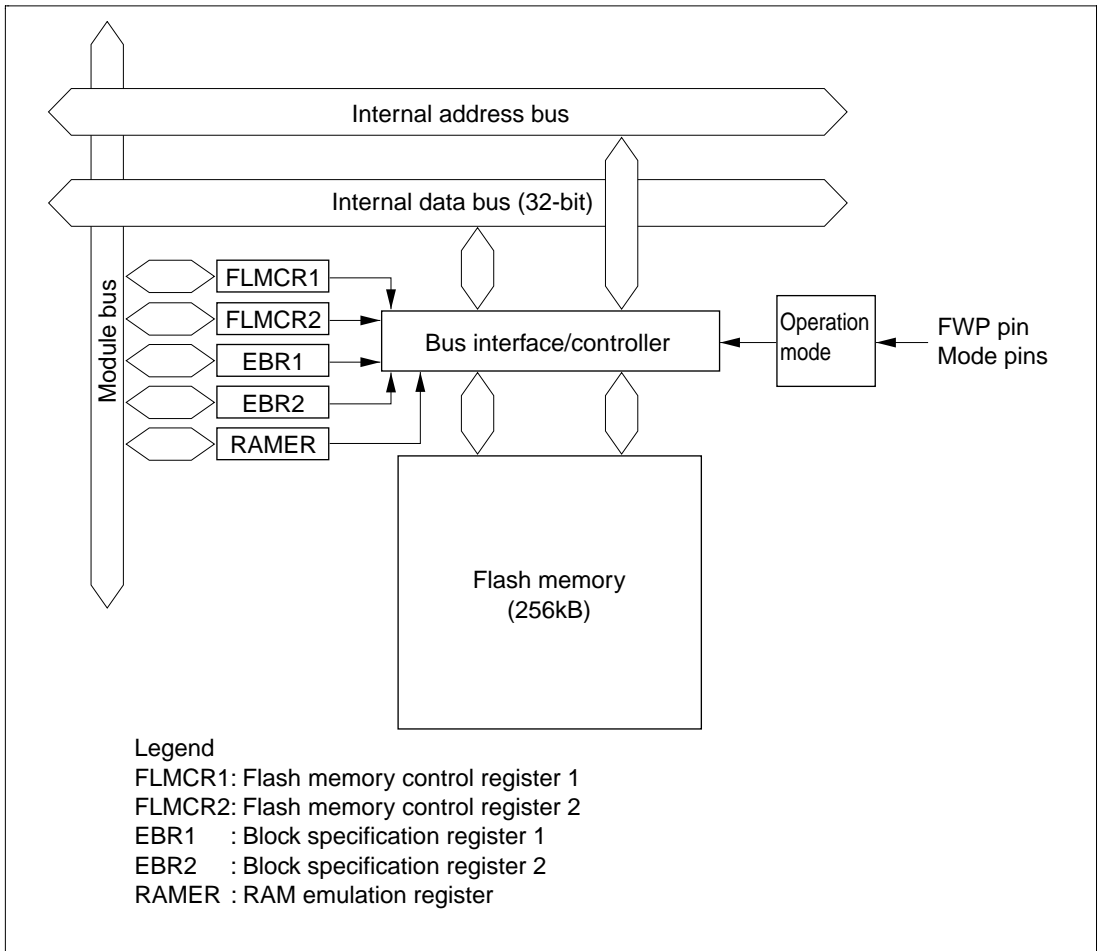 Internal address bus
Internal data bus (32-bit)
Module bus
FLMCR1
FLMCR2
EBR1
EBR2
RAMER
Bus interface/controller
Operation
mode
FWP pin
Mode pins
Flash memory
(256kB)
Legend
FLMCR1: Flash memory control register 1
FLMCR2: Flash memory control register 2
EBR1 : Block specification register 1
EBR2 : Block specification register 2
RAMER : RAM emulation register